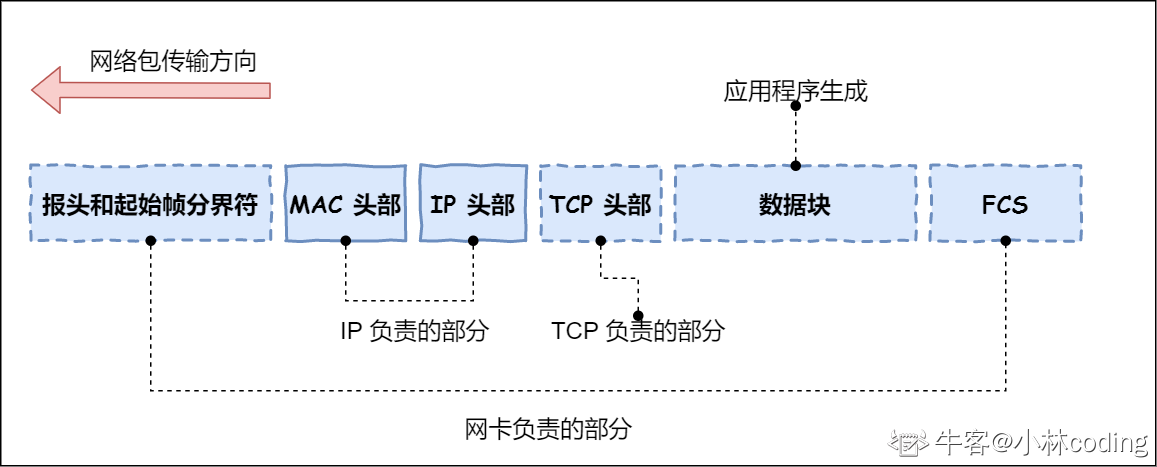 网络包传输方向
应用程序生成
报头和起始帧分界符
MAC 头部
IP 头部
TCP 头部
数据块
FCS
IP 负责的部分
TCP 负责的部分
网卡负责的部分
牛客@小林coding